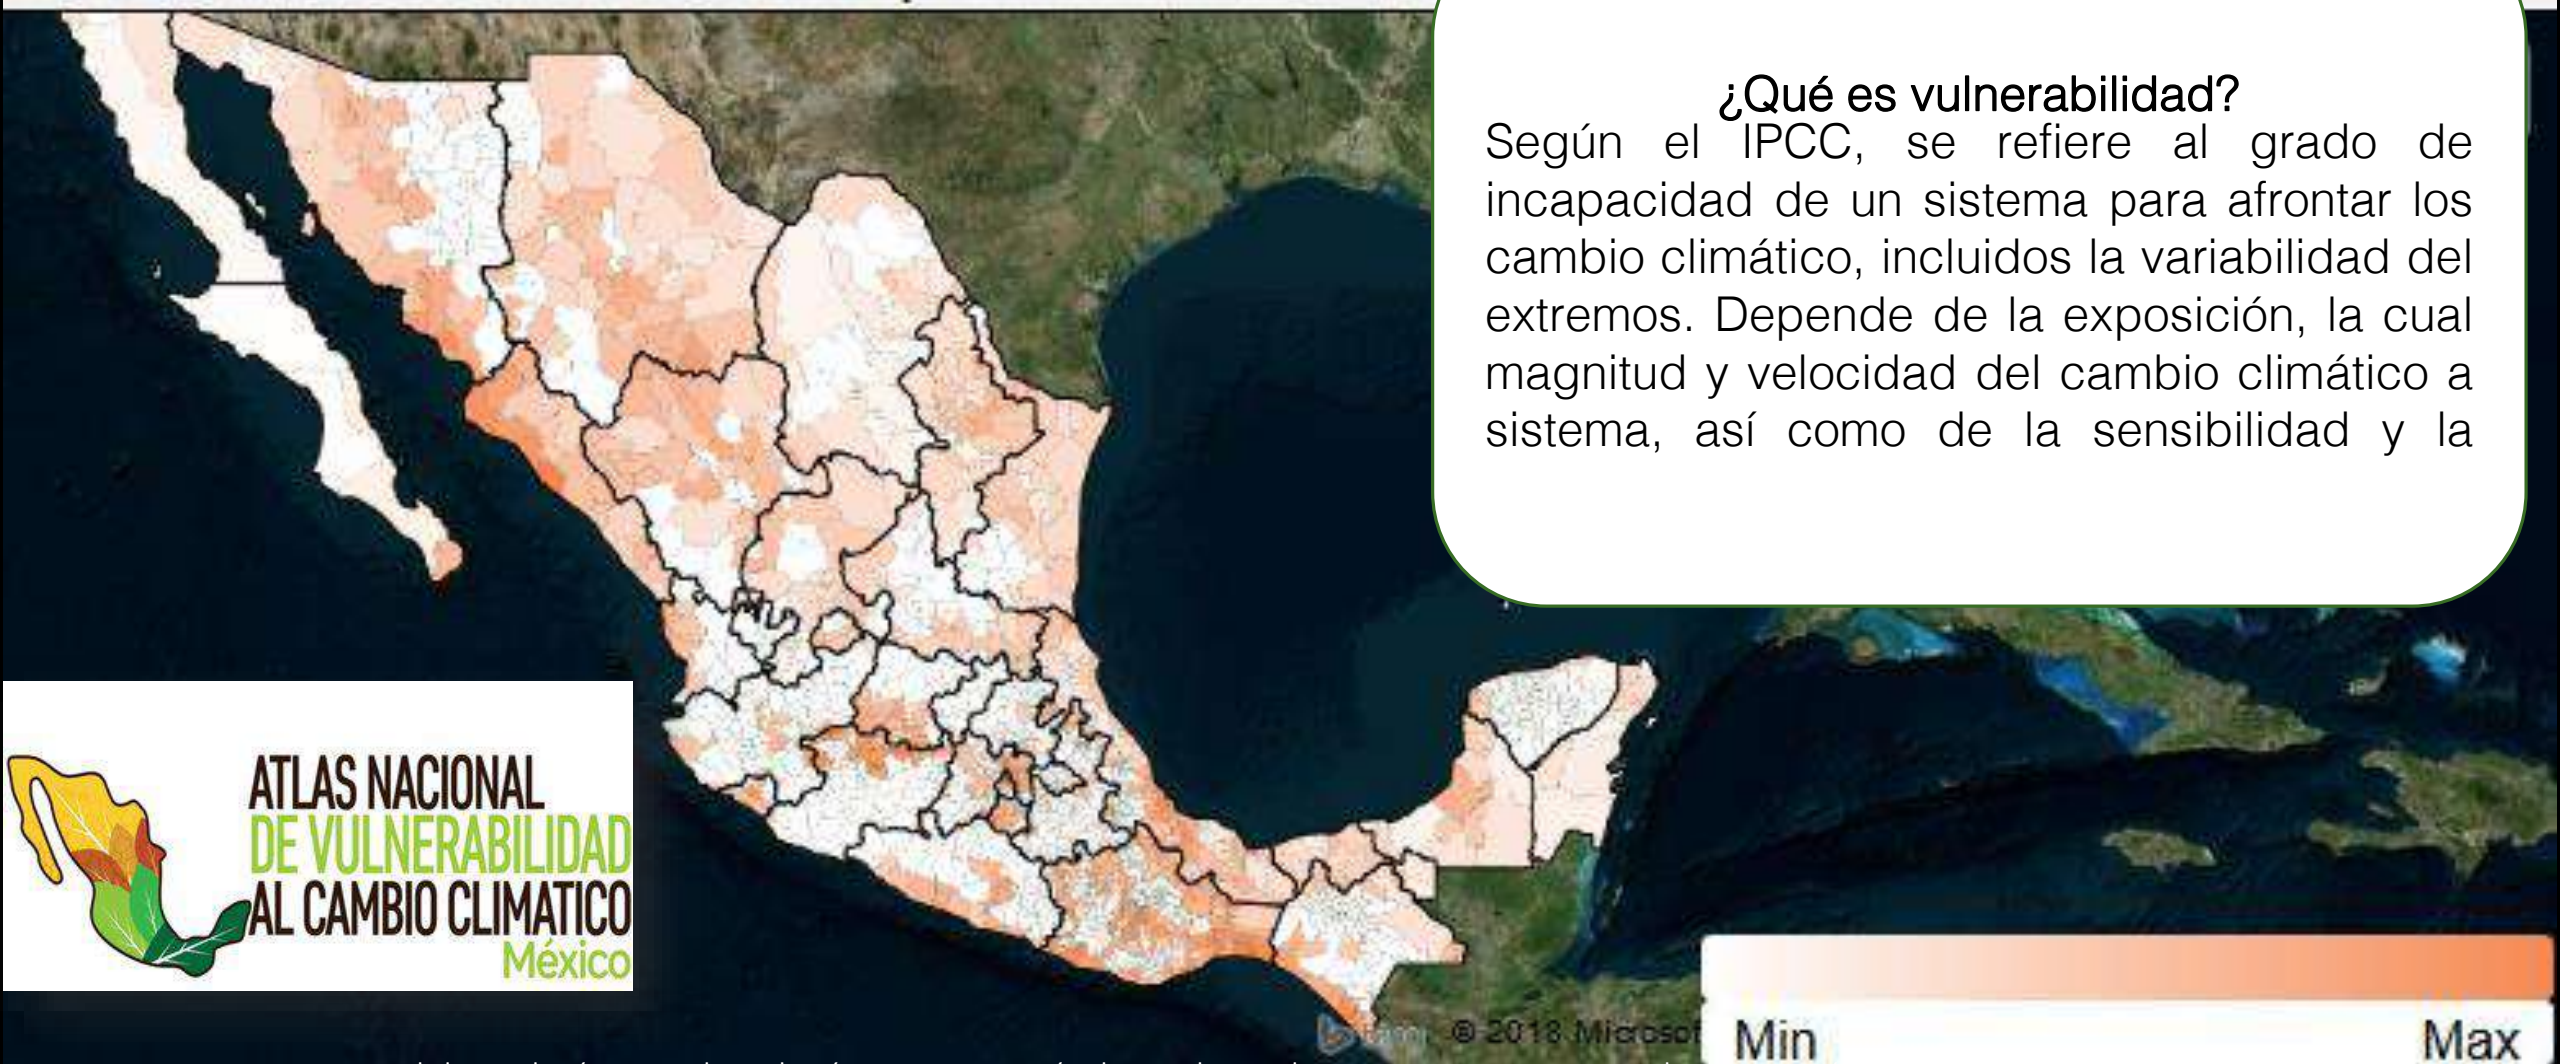 ¿Qué es vulnerabilidad?
Según el IPCC, se refiere al grado de
incapacidad de un sistema para afrontar los
cambio climático, incluidos la variabilidad del
extremos. Depende de la exposición, la cual
magnitud y velocidad del cambio climático a
sistema, así como de la sensibilidad y la
ATLAS NACIONAL
DE VULNERABILIDAD
AL CAMBIO CLIMATICO
México
© 2018 Microsof
Min Max